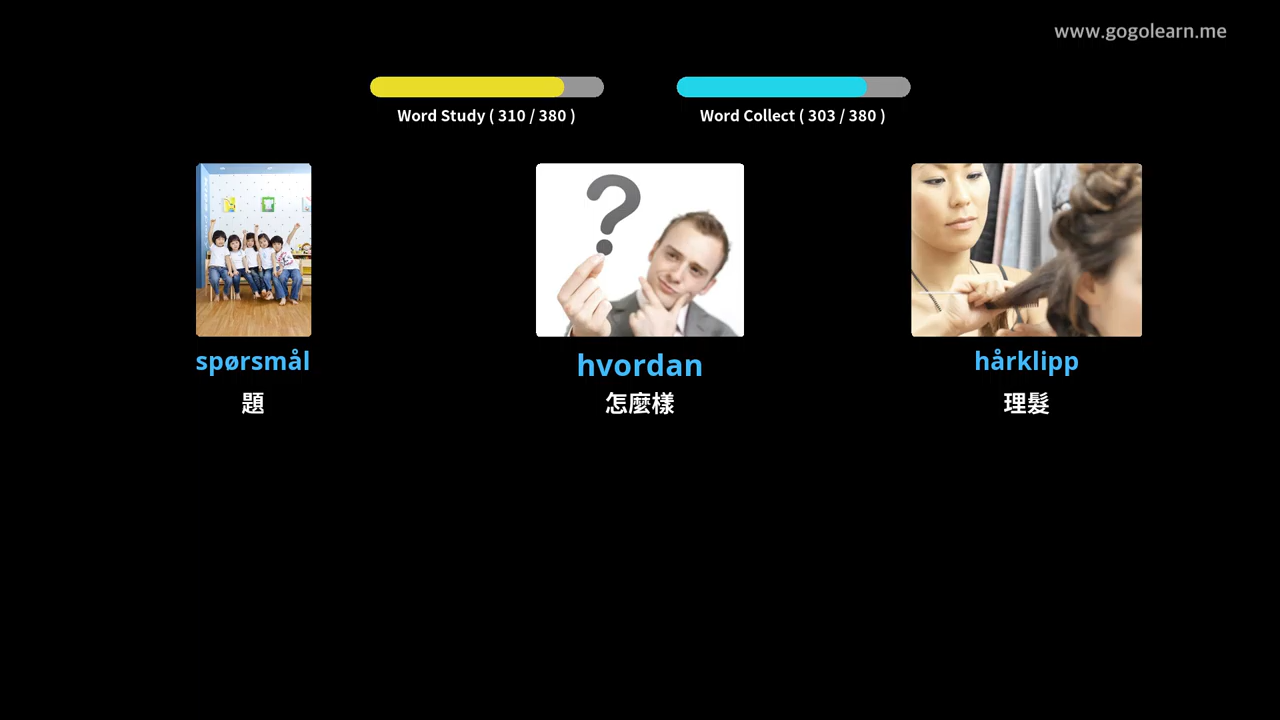 www.gogolearn.me
Word Study ( 310 / 380 )
Word Collect ( 303 / 380 )
spørsmål
題
hvordan
怎麼樣
hårklipp
理髮